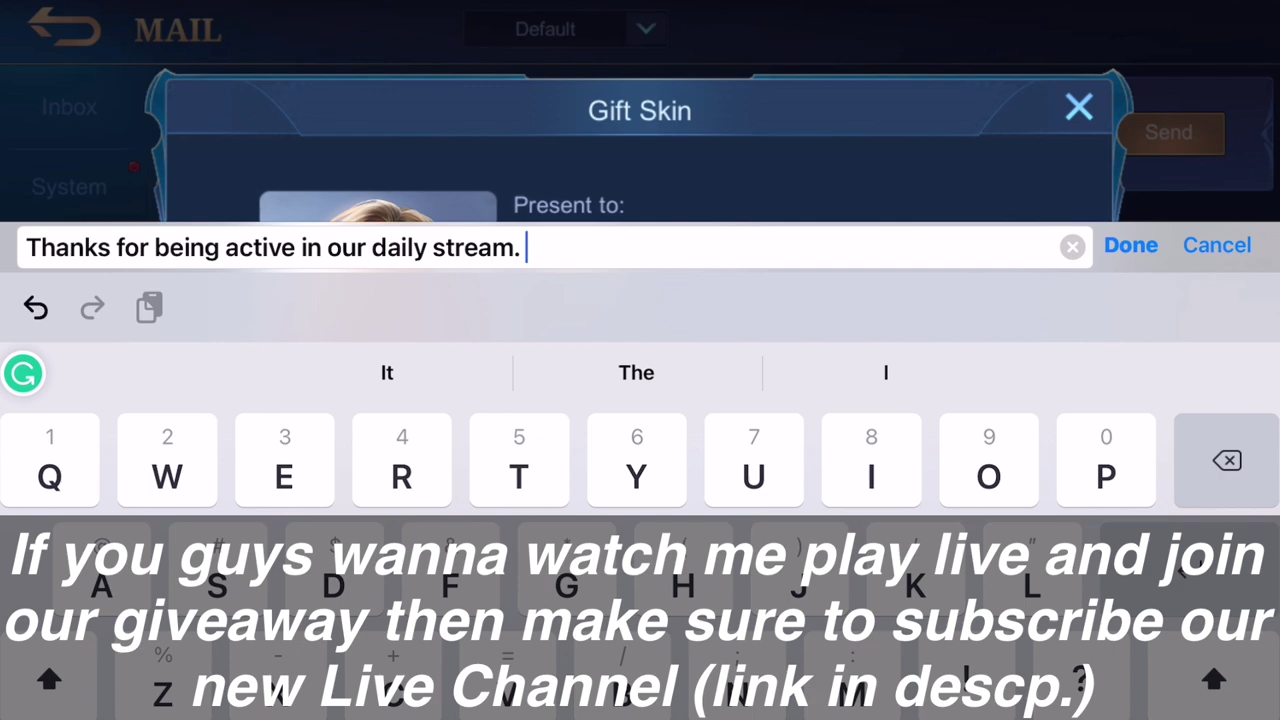 MAIL
Default
Inbox
Gift Skin
Send
System
Present to:
Thanks for being active in our daily stream.
Done
Cancel
It
The
I
1 2 3 4 5 6 7 8 9 0
Q W E R T Y U I O P
If you guys wanna watch me play live and join
A S D F G H J K L
our giveaway then make sure to subscribe our
% - + = / ; : ! ?
new Live Channel (link in descp.)
Z